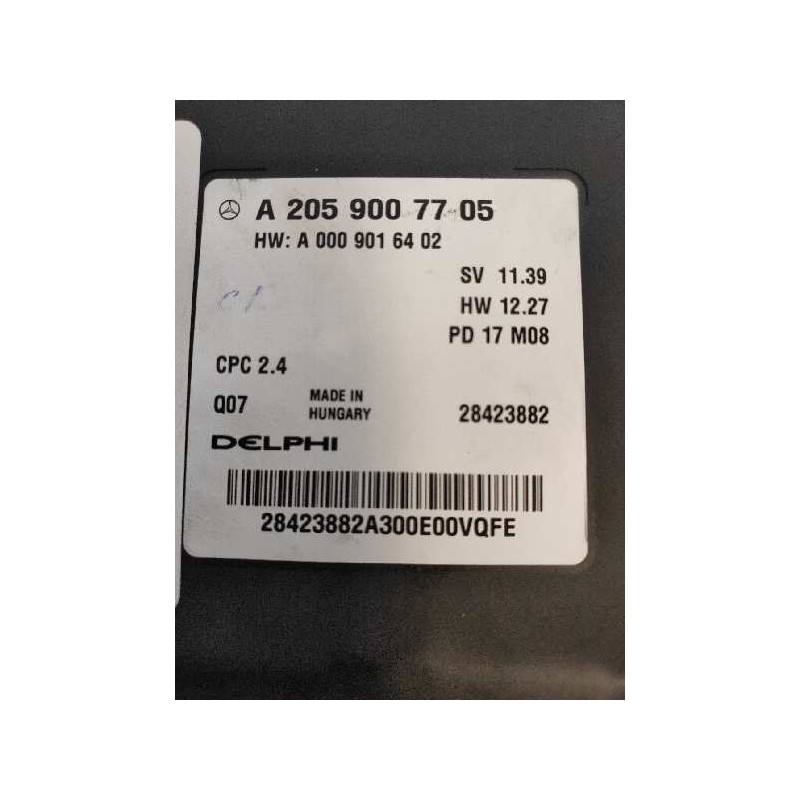 A 205 900 77 05
HW: A 000 901 64 02
SV 11.39
HW 12.27
PD 17 M08
CPC 2.4
Q07
MADE IN
HUNGARY
28423882
DELPHI
28423882A300E00VQFE